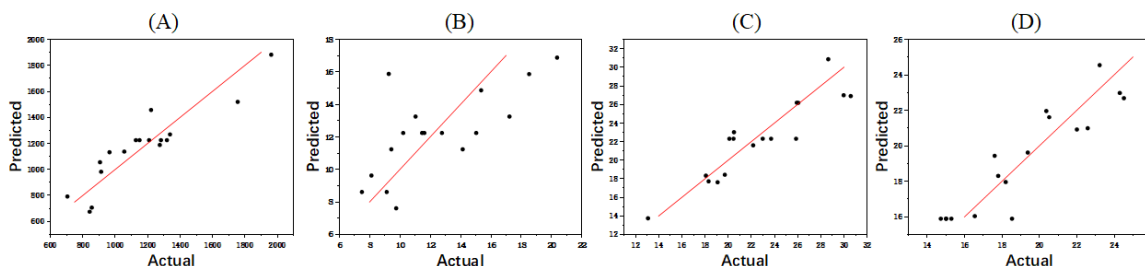 (A) (B) (C) (D)
2000 1800 1600 1400 1200 1000 800 600
Predicted
600 800 1000 1200 1400 1600 1800 2000
Actual
18 16 14 12 10 8 6
Predicted
6 8 10 12 14 16 18 20 22
Actual
32 30 28 26 24 22 20 18 16 14 12
Predicted
12 14 16 18 20 22 24 26 28 30 32
Actual
26 24 22 20 18 16
Predicted
14 16 18 20 22 24
Actual